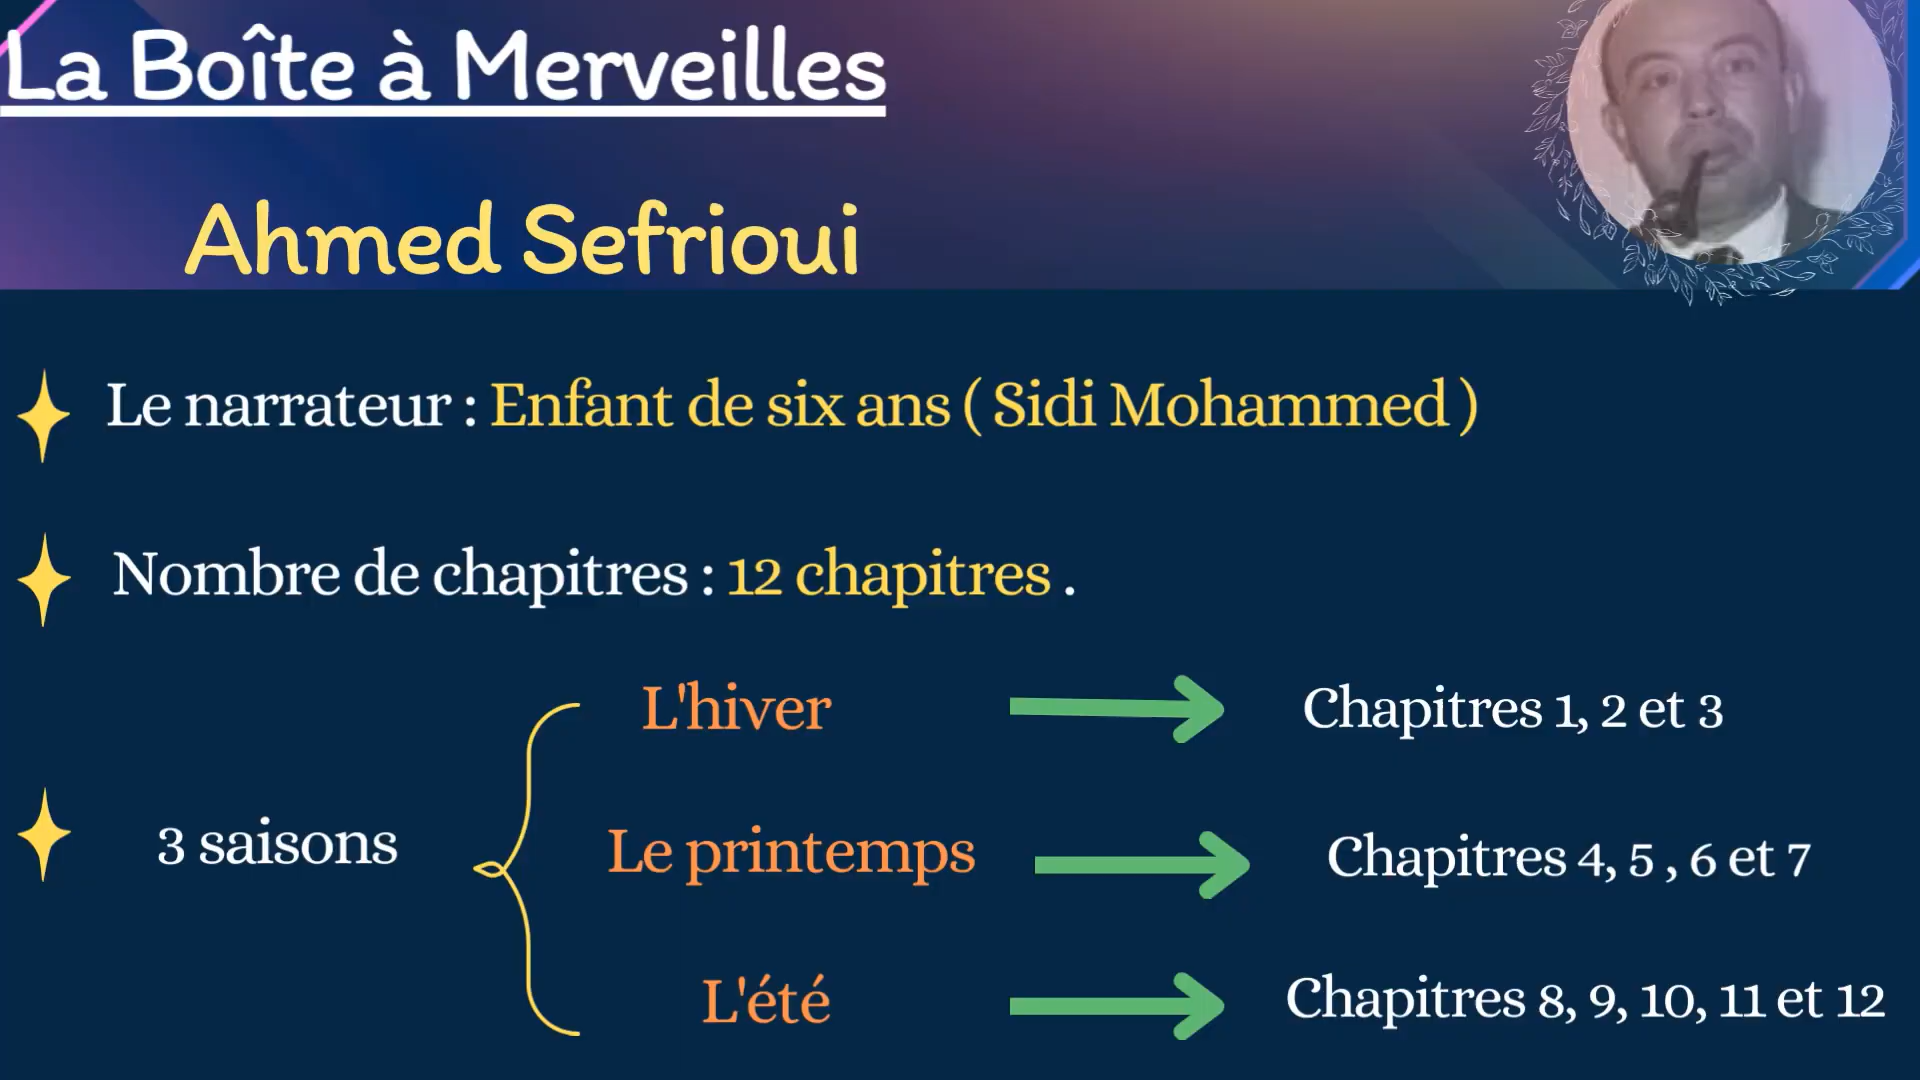 La Boîte à Merveilles
Ahmed Sefrioui
Le narrateur : Enfant de six ans ( Sidi Mohammed )
Nombre de chapitres : 12 chapitres .
3 saisons
L'hiver
Chapitres 1, 2 et 3
Le printemps
Chapitres 4, 5 , 6 et 7
L'été
Chapitres 8, 9, 10, 11 et 12